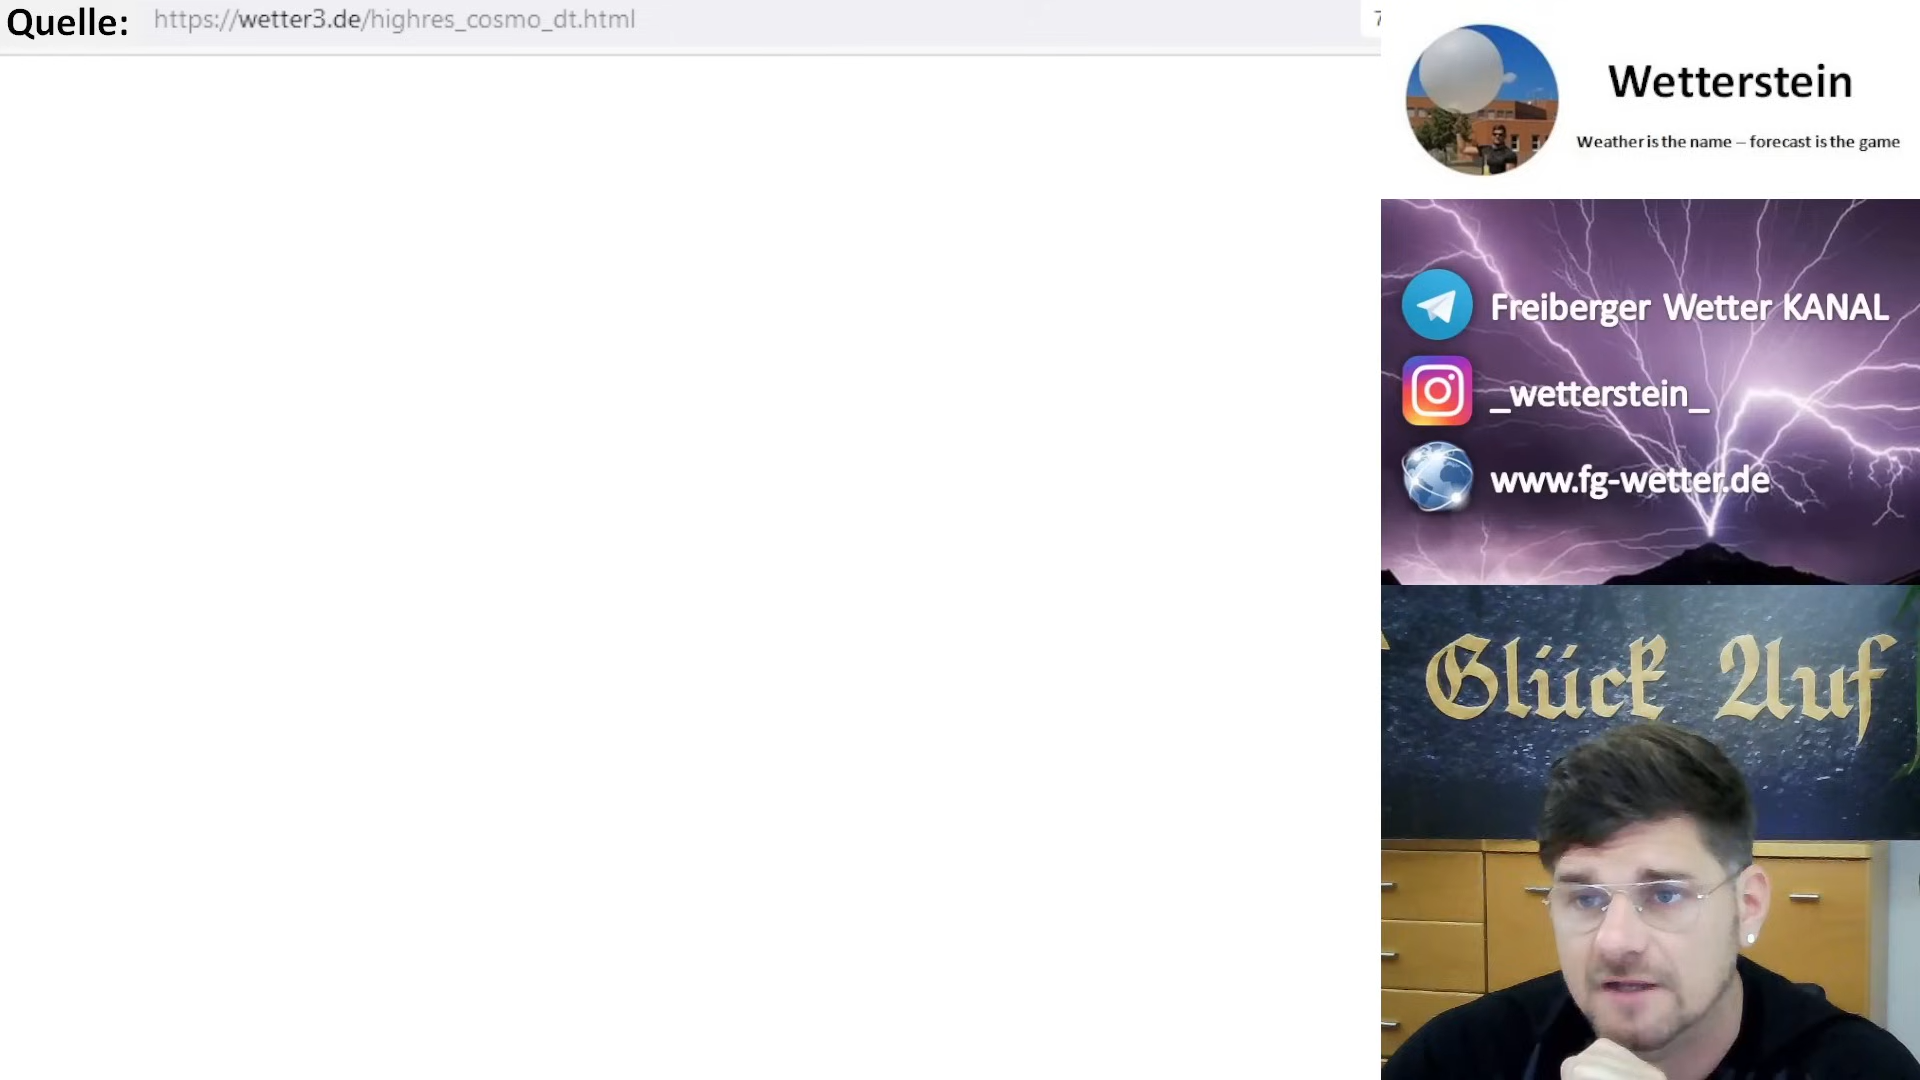 Quelle: https://wetter3.de/highres_cosmo_dt.html
Wetterstein
Weather is the name – forecast is the game
Freiberger Wetter KANAL
_wetterstein_
www.fg-wetter.de
Glück Auf